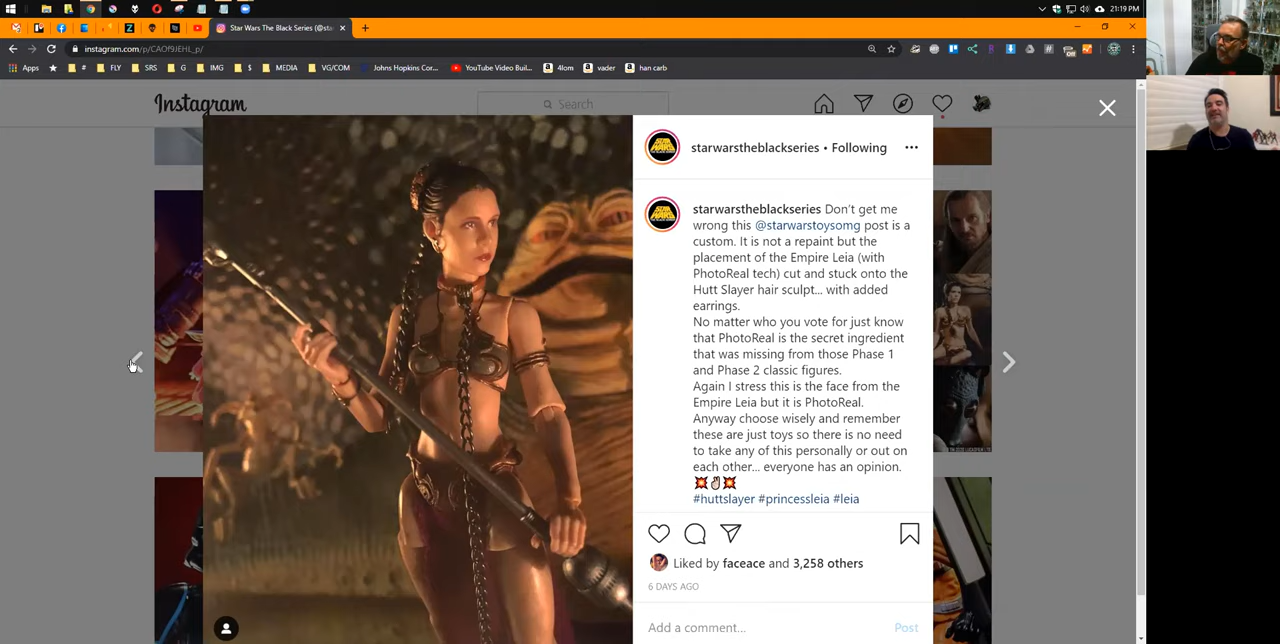 21:19 PM
Star Wars The Black Series (@sta
instagram.com/p/CAOf9JEHL_p/
Apps
#
FLY
SRS
G
IMG
$
MEDIA
VG/COM
Johns Hopkins Cor...
YouTube Video Buil...
4lom
vader
han carb
Instagram
Search
starwarstheblackseries • Following
starwarstheblackseries Don't get me
wrong this @starwarstoysomg post is a
custom. It is not a repaint but the
placement of the Empire Leia (with
PhotoReal tech) cut and stuck onto the
Hutt Slayer hair sculpt... with added
earrings.
No matter who you vote for just know
that PhotoReal is the secret ingredient
that was missing from those Phase 1
and Phase 2 classic figures.
Again I stress this is the face from the
Empire Leia but it is PhotoReal.
Anyway choose wisely and remember
these are just toys so there is no need
to take any of this personally or out on
each other... everyone has an opinion.
💥✌🏻💥
#huttslayer #princessleia #leia
Liked by faceace and 3,258 others
6 DAYS AGO
Add a comment...
Post